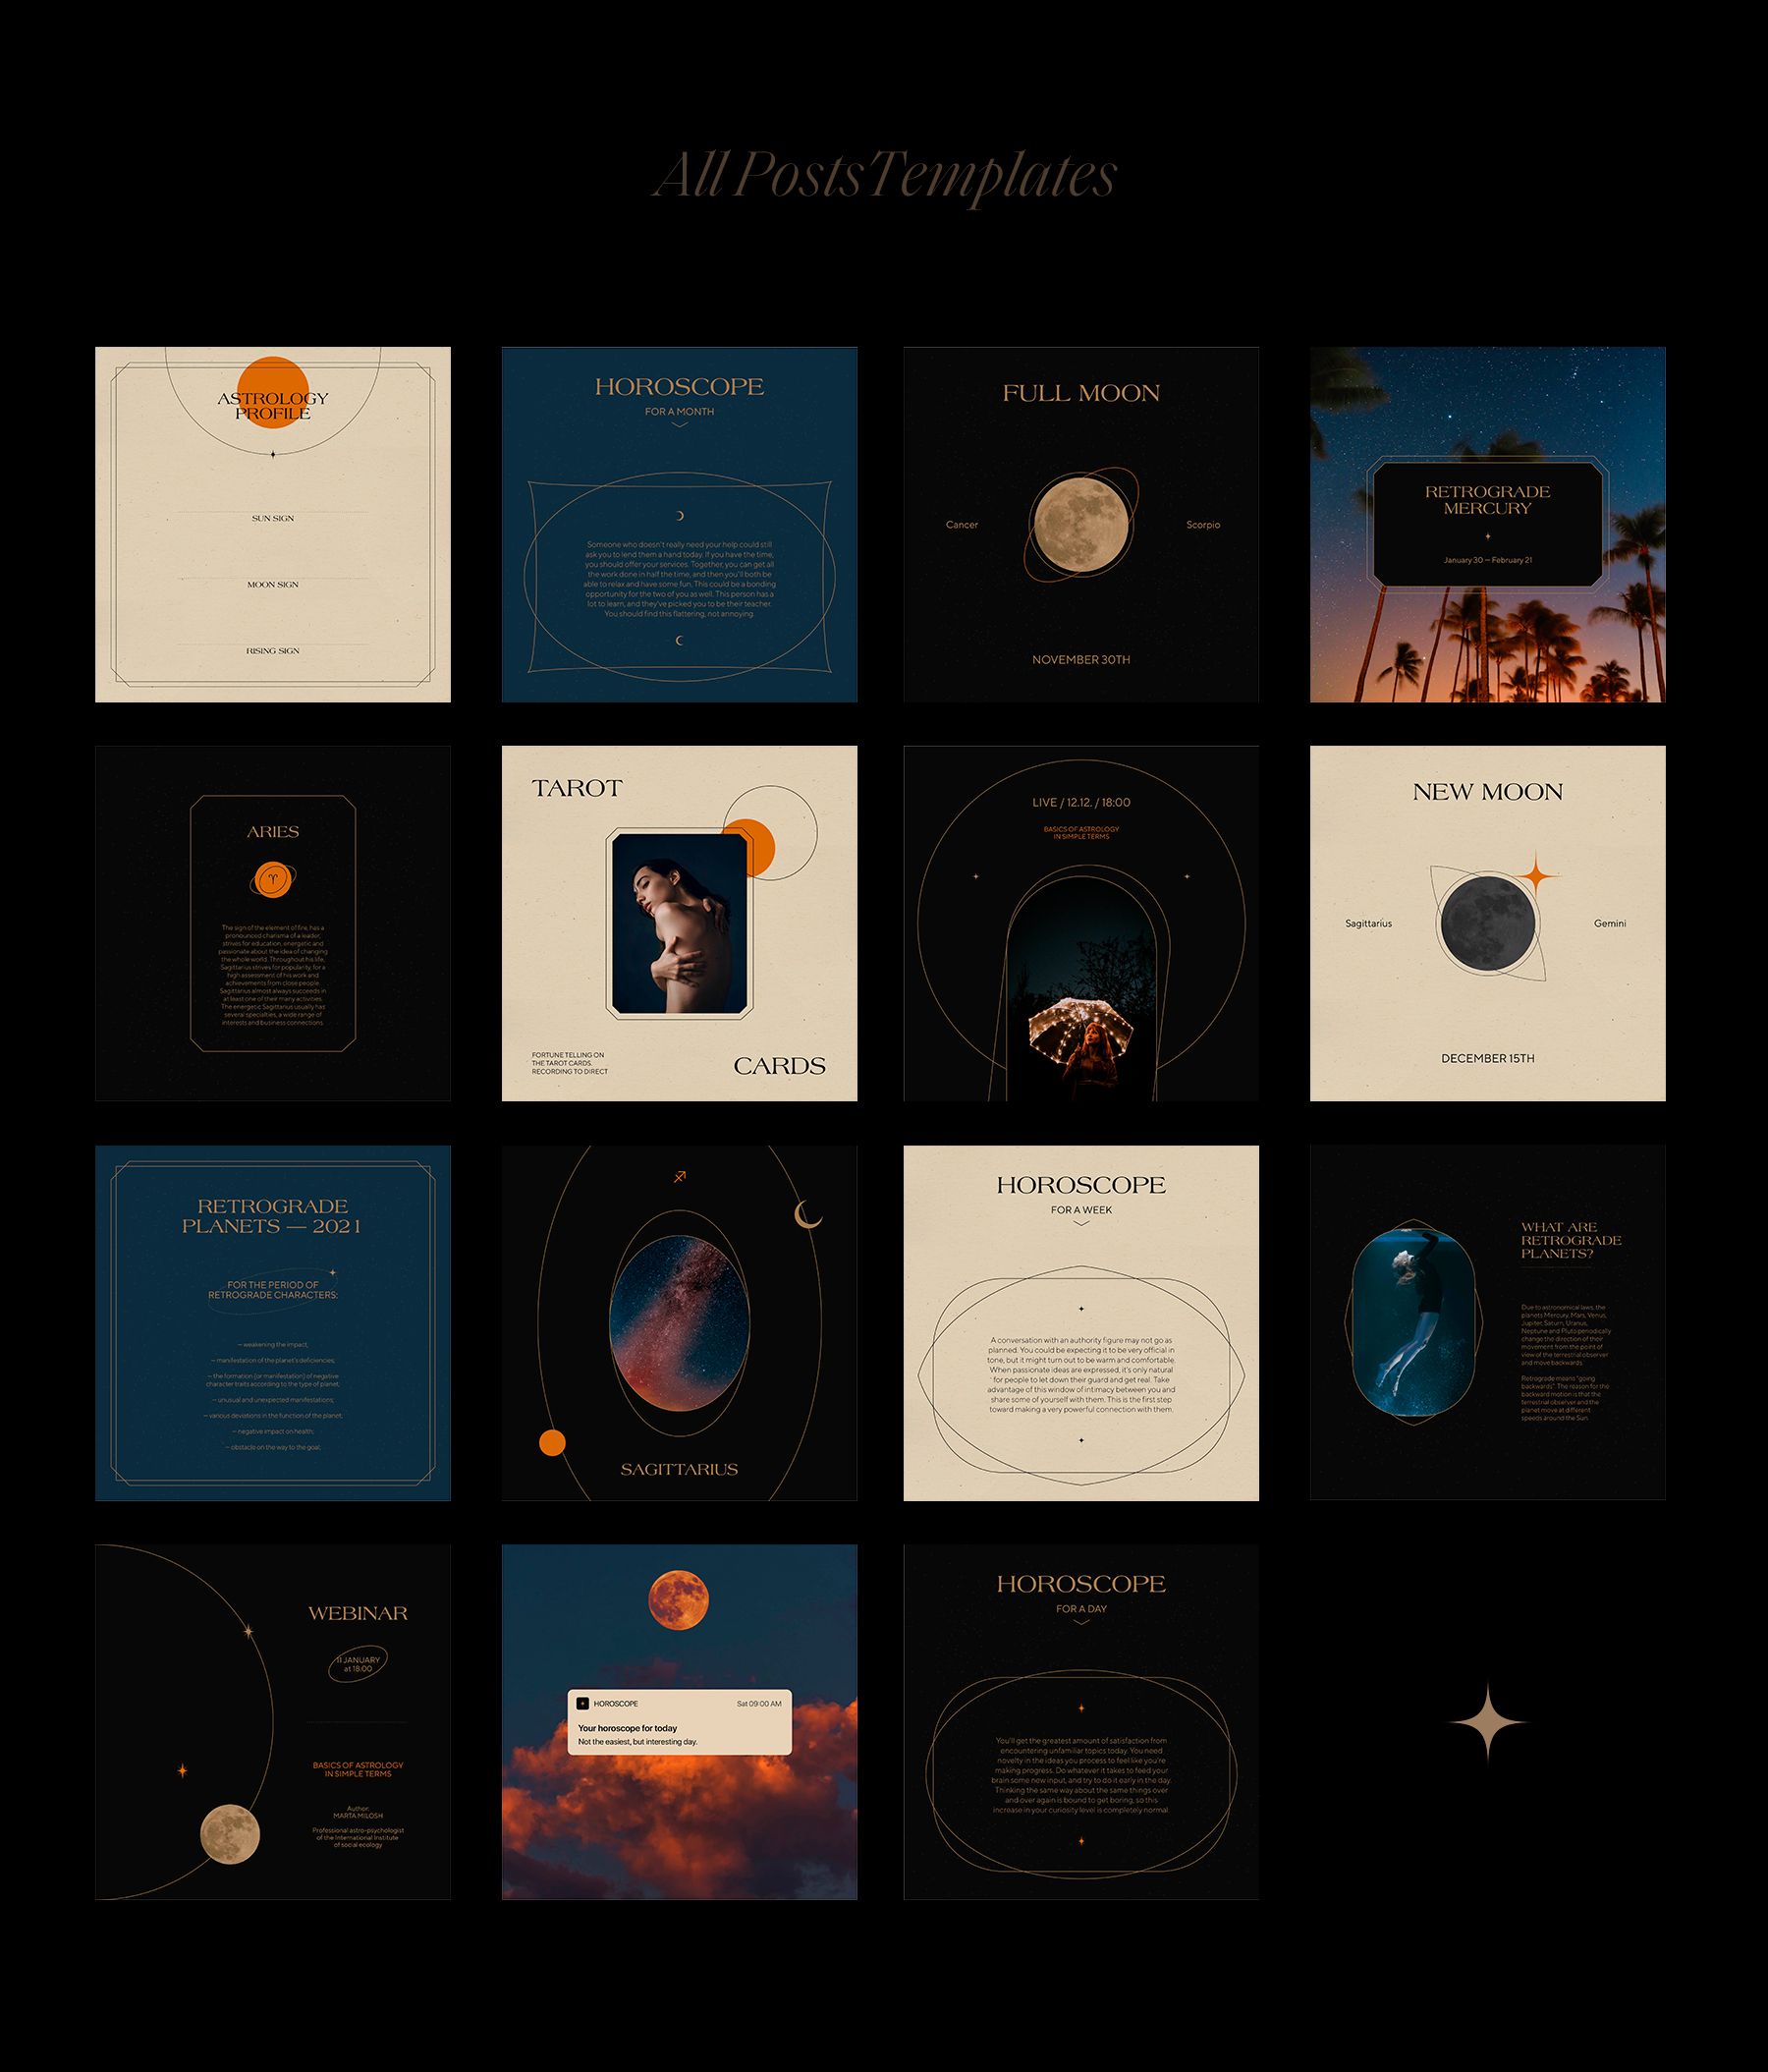 All Posts Templates
ASTROLOGY
PROFILE
SUN SIGN
MOON SIGN
RISING SIGN
HOROSCOPE
FOR A MONTH
Someone who doesn't really need your help could still
ask you to lend them a hand today. If you have the time,
you should offer your services. Together, you can get all
the work done in half the time, and then you'll both be
able to relax and have some fun. This could be a bonding
opportunity for the two of you as well. This person has a
lot to learn, and they've picked you to be their teacher.
You should find this flattering, not annoying.
FULL MOON
Cancer
Scorpio
NOVEMBER 30TH
RETROGRADE
MERCURY
January 30 — February 21
ARIES
The sign of the element of fire, has a
pronounced charisma of a leader,
strives for education, energetic and
passionate about the idea of changing
the whole world. Throughout his life,
Sagittarius strives for popularity, for a
high assessment of his work and
achievements from close people.
Sagittarius almost always succeeds in
at least one of their many activities.
The energetic Sagittarius usually has
several specialties, a wide range of
interests and business connections.
TAROT
FORTUNE TELLING ON
THE TAROT CARDS.
RECORDING TO DIRECT
CARDS
LIVE / 12.12. / 18:00
BASICS OF ASTROLOGY
IN SIMPLE TERMS
NEW MOON
Sagittarius
Gemini
DECEMBER 15TH
RETROGRADE
PLANETS — 2021
FOR THE PERIOD OF
RETROGRADE CHARACTERS:
— weakening the impact;
— manifestation of the planet's deficiencies;
— the formation (or manifestation) of negative
character traits according to the type of planet;
— unusual and unexpected manifestations;
— various deviations in the function of the planet;
— negative impact on health;
— obstacle on the way to the goal.
SAGITTARIUS
HOROSCOPE
FOR A WEEK
A conversation with an authority figure may not go as
planned. You could be expecting it to be very official in
tone, but it might turn out to be warm and comfortable.
When passionate ideas are expressed, it's only natural
for people to let down their guard and get real. Take
advantage of this window of intimacy between you and
share some of yourself with them. This is the first step
toward making a very powerful connection with them.
WHAT ARE
RETROGRADE
PLANETS?
Due to astronomical laws, the
planets Mercury, Mars, Venus,
Jupiter, Saturn, Uranus,
Neptune and Pluto periodically
change the direction of their
movement from the point of
view of the terrestrial observer
and move backwards.
Retrograde means "going
backwards". The reason for the
backward motion is that the
terrestrial observer and the
planet move at different
speeds around the Sun.
WEBINAR
11 JANUARY
at 18:00
BASICS OF ASTROLOGY
IN SIMPLE TERMS
Author:
MARTA MILOSH
Professional astro-psychologist
of the International Institute
of social ecology
HOROSCOPE
Sat 09:00 AM
Your horoscope for today
Not the easiest, but interesting day.
HOROSCOPE
FOR A DAY
You'll get the greatest amount of satisfaction from
encountering unfamiliar topics today. You need
novelty in the ideas you process to feel like you're
making progress. Do whatever it takes to feed your
brain some new input, and try to do it early in the day.
Thinking the same way about the same things over
and over again is bound to get boring, so this
increase in your curiosity level is completely normal.